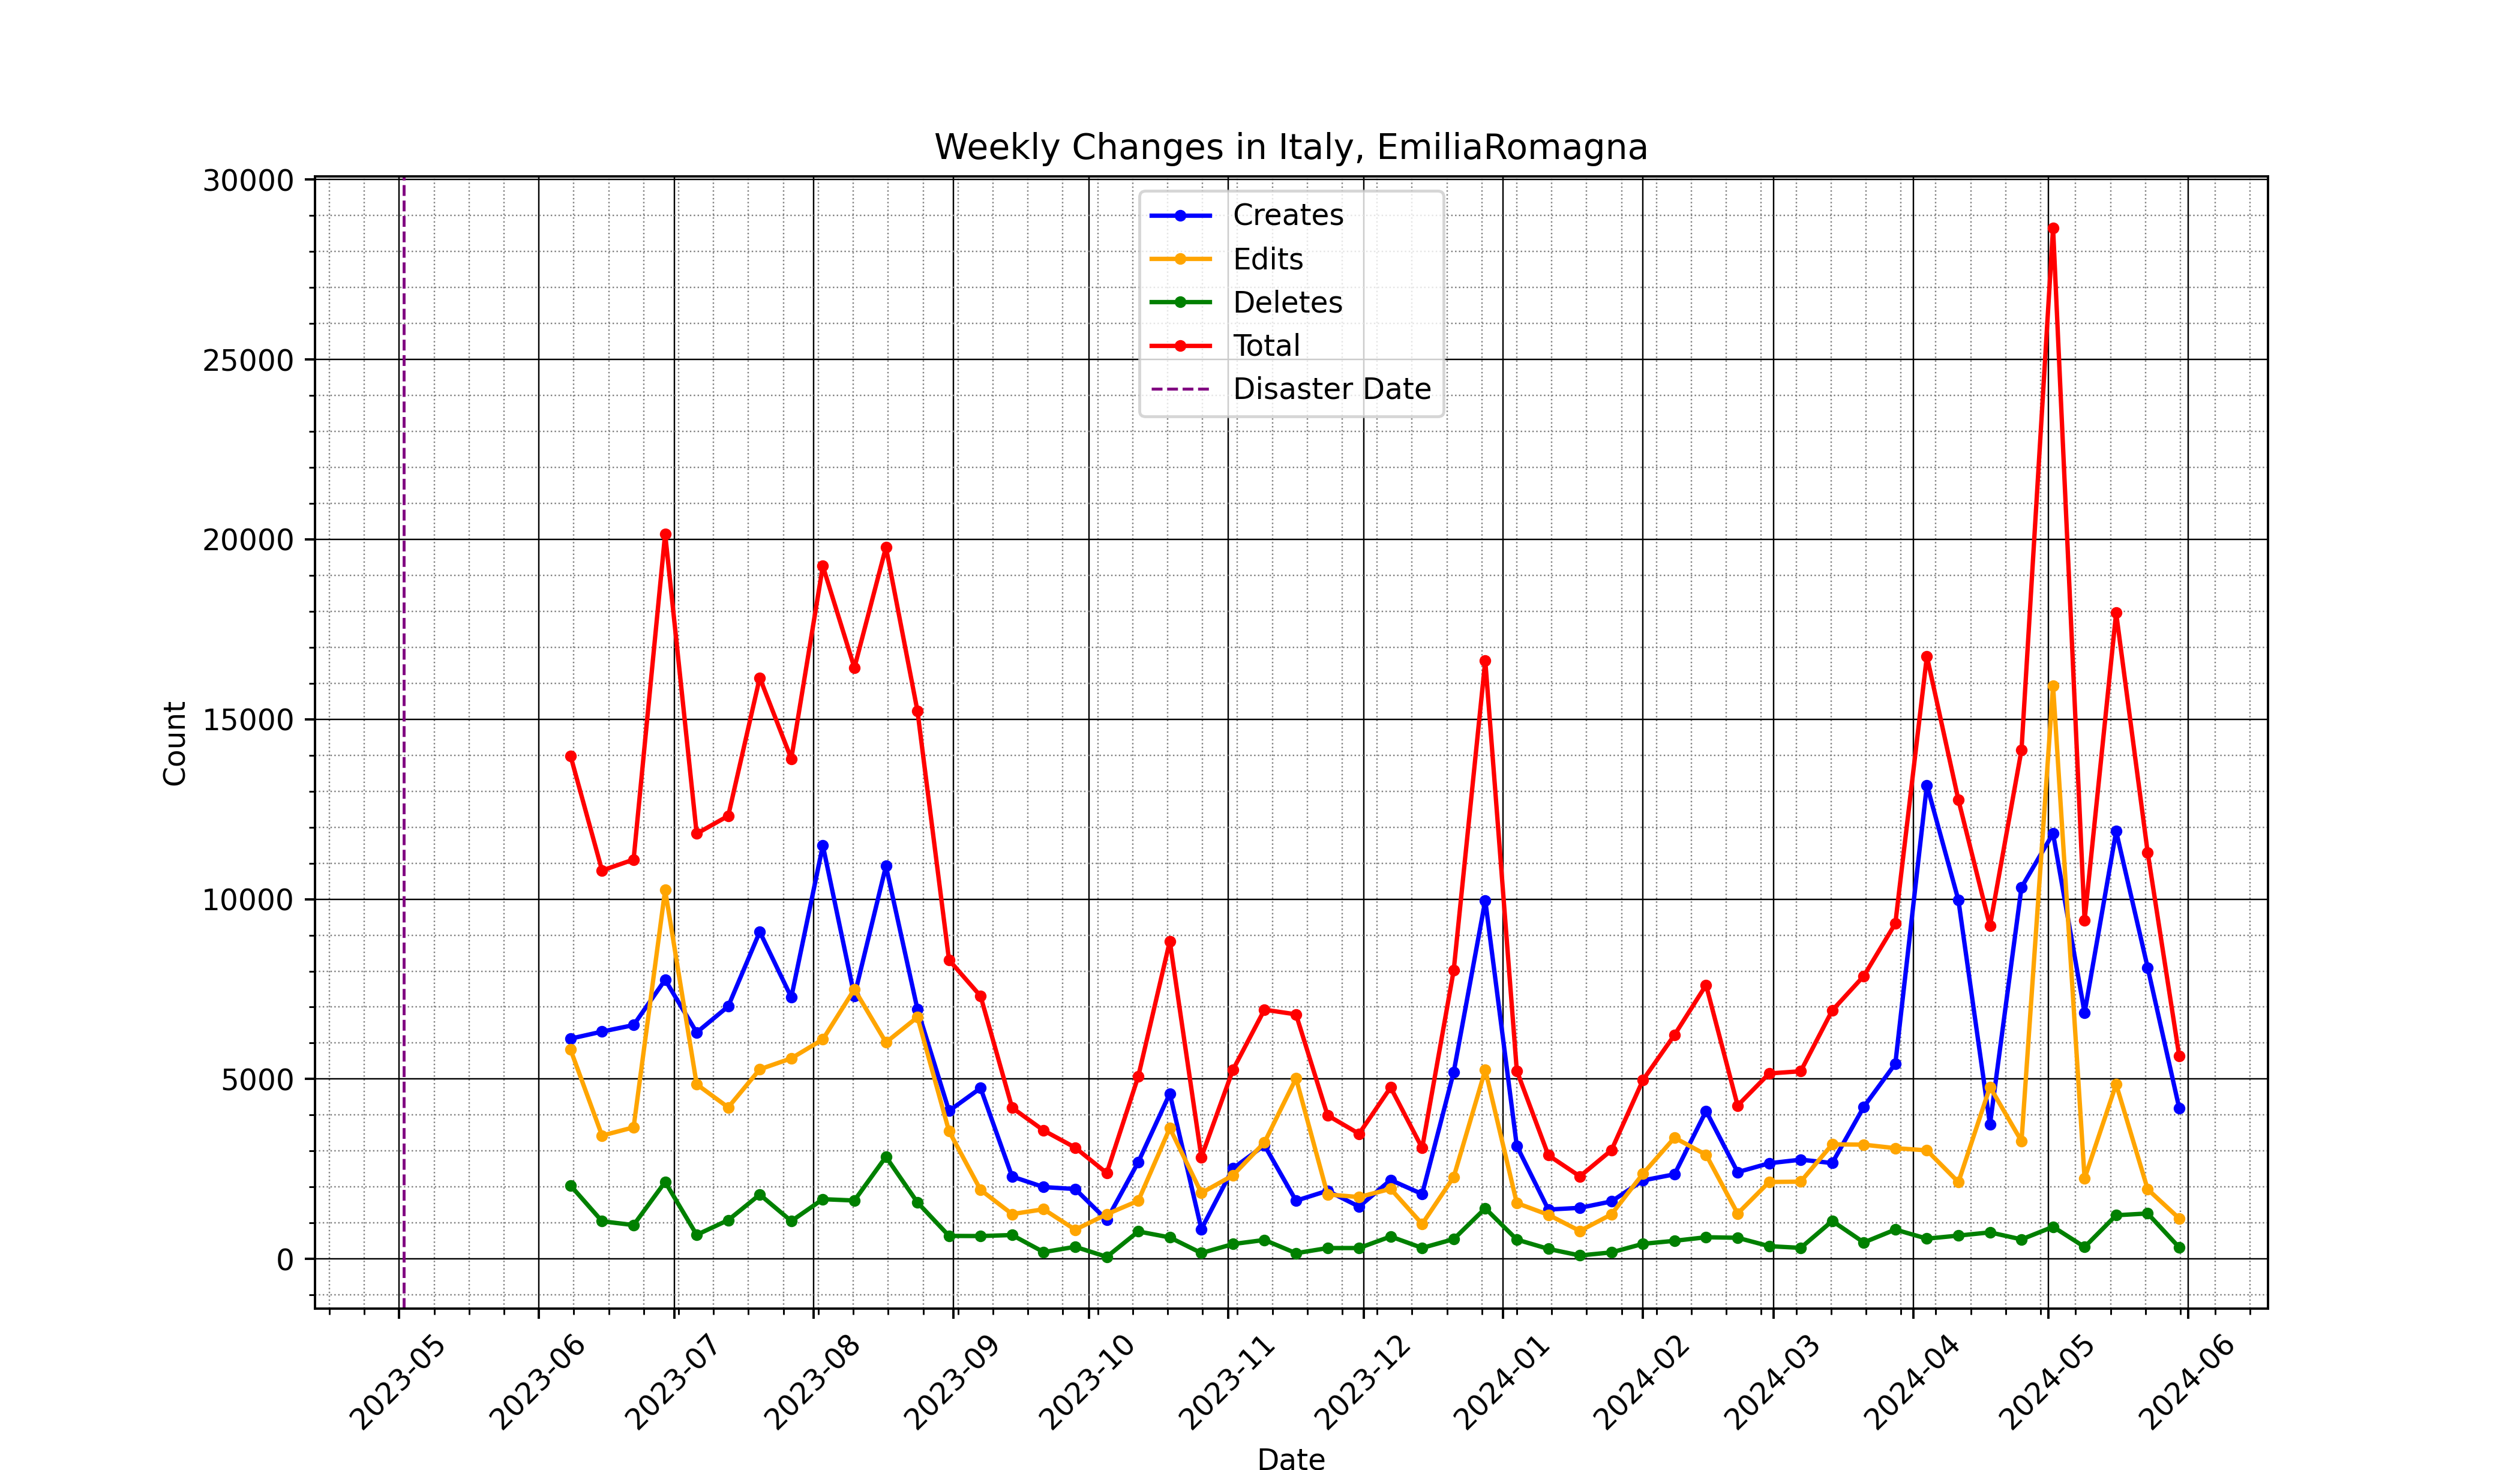 Weekly Changes in Italy, EmiliaRomagna
30000
25000
20000
15000
10000
5000
0
Count
Creates
Edits
Deletes
Total
Disaster Date
2023-05
2023-06
2023-07
2023-08
2023-09
2023-10
2023-11
2023-12
2024-01
2024-02
2024-03
2024-04
2024-05
2024-06
Date